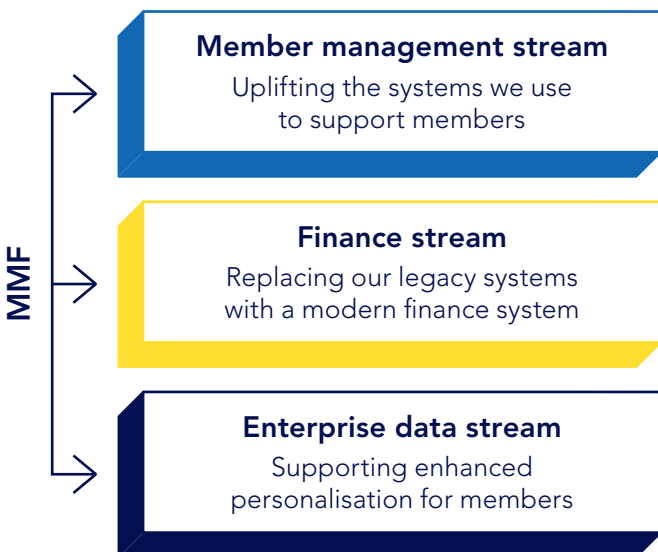 MMF
Member management stream
Uplifting the systems we use
to support members
Finance stream
Replacing our legacy systems
with a modern finance system
Enterprise data stream
Supporting enhanced
personalisation for members